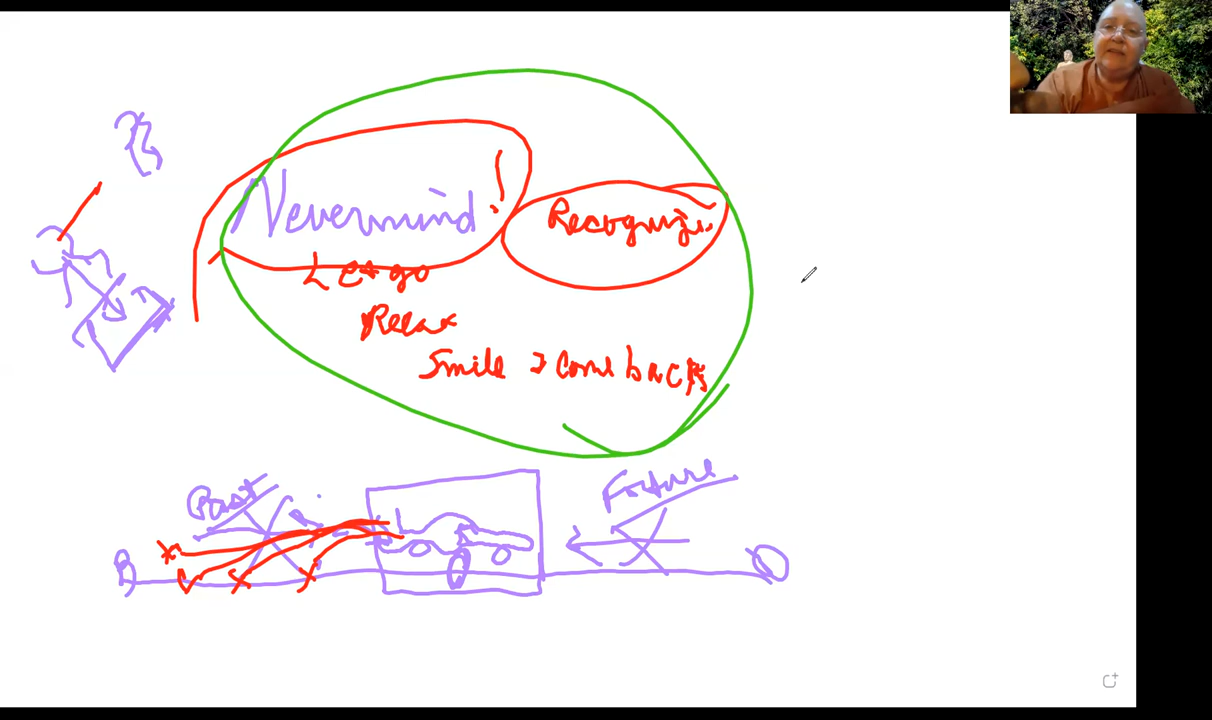 Nevermind!
Recognize.
Let go
Relax
Smile → Come back
Past
Future
B
D